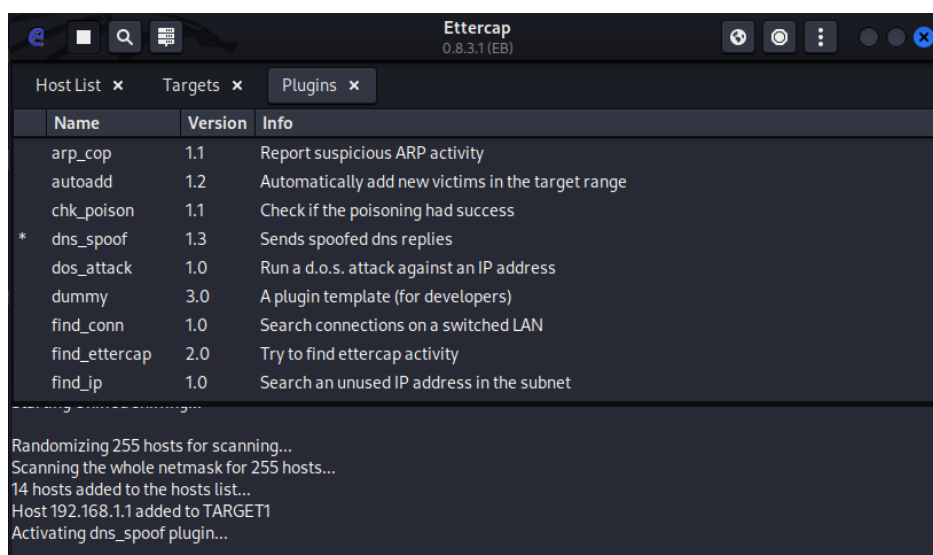 Ettercap
0.8.3.1 (EB)
Host List × Targets × Plugins ×
Name Version Info
arp_cop 1.1 Report suspicious ARP activity
autoadd 1.2 Automatically add new victims in the target range
chk_poison 1.1 Check if the poisoning had success
* dns_spoof 1.3 Sends spoofed dns replies
dos_attack 1.0 Run a d.o.s. attack against an IP address
dummy 3.0 A plugin template (for developers)
find_conn 1.0 Search connections on a switched LAN
find_ettercap 2.0 Try to find ettercap activity
find_ip 1.0 Search an unused IP address in the subnet
Randomizing 255 hosts for scanning...
Scanning the whole netmask for 255 hosts...
14 hosts added to the hosts list...
Host 192.168.1.1 added to TARGET1
Activating dns_spoof plugin...